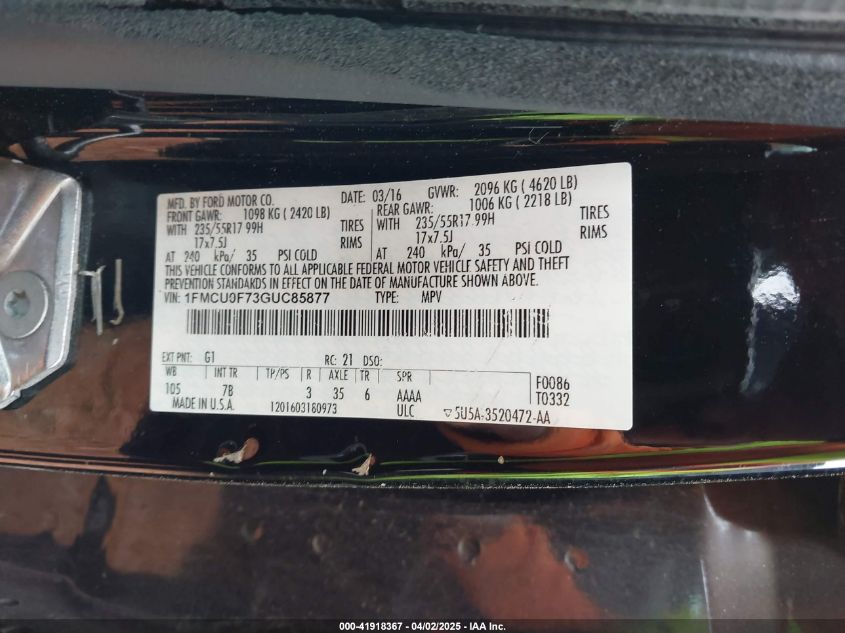 MFD. BY FORD MOTOR CO. DATE: 03/16 GVWR: 2096 KG ( 4620 LB)
FRONT GAWR: 1098 KG ( 2420 LB) REAR GAWR: 1006 KG ( 2218 LB)
WITH 235/55R17 99H TIRES WITH 235/55R17 99H TIRES
17x7.5J RIMS 17x7.5J RIMS
AT 240 kPa/ 35 PSI COLD AT 240 kPa/ 35 PSI COLD
THIS VEHICLE CONFORMS TO ALL APPLICABLE FEDERAL MOTOR VEHICLE SAFETY AND THEFT
PREVENTION STANDARDS IN EFFECT ON THE DATE OF MANUFACTURE SHOWN ABOVE.
VIN: 1FMCU0F73GUC85877 TYPE: MPV
EXT PNT: G1 RC: 21 DSO:
WB INT TR TP/PS R AXLE TR SPR F0086
105 7B 3 35 6 AAAA T0332
MADE IN U.S.A. 1201603180973 ULC ▽5U5A-3520472-AA
000-41918367 - 04/02/2025 - IAA Inc.